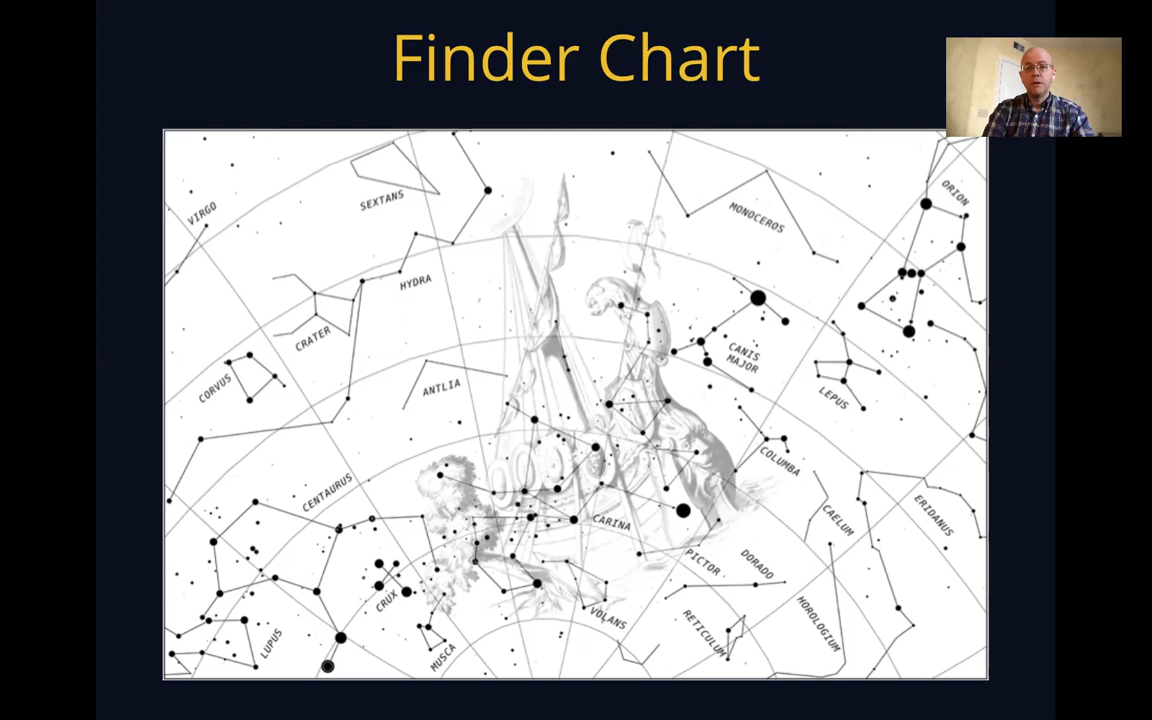 Finder Chart
VIRGO
SEXTANS
MONOCEROS
ORION
HYDRA
CRATER
CORVUS
ANTLIA
CANIS
MAJOR
LEPUS
CENTAURUS
COLUMBA
CARINA
CAELUM
ERIDANUS
PICTOR
DORADO
CRUX
VOLANS
RETICULUM
HOROLOGIUM
LUPUS
MUSCA